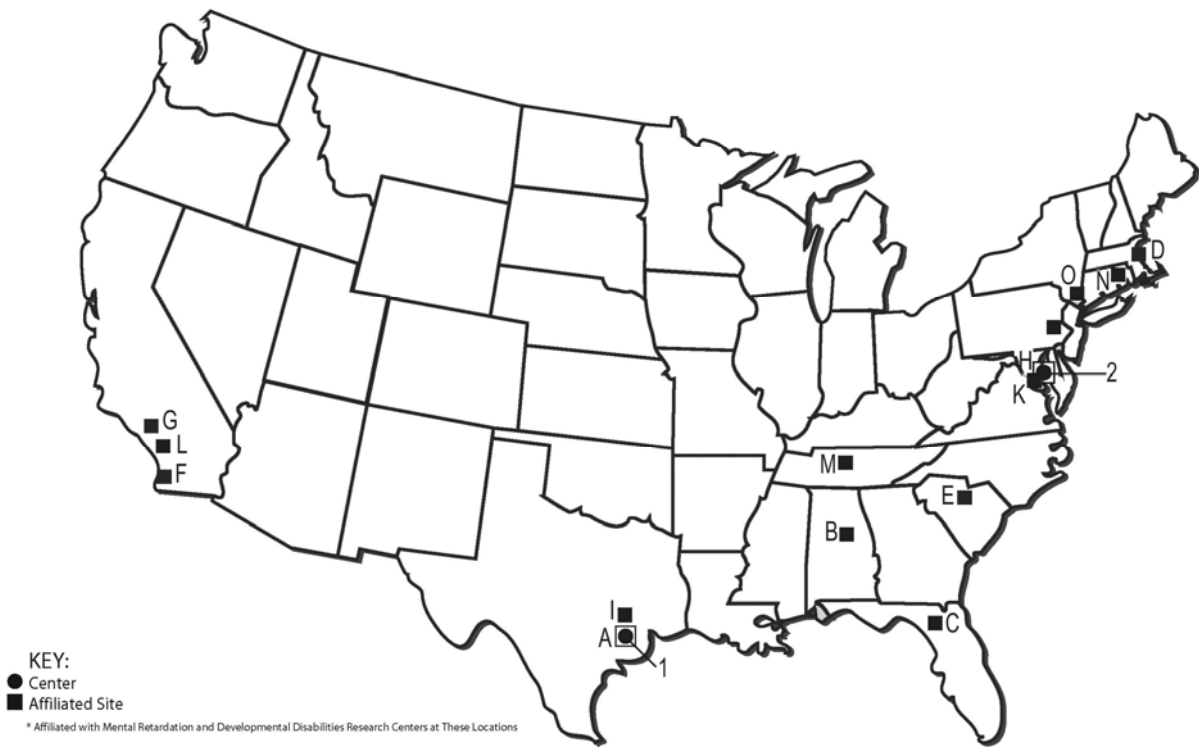 D
O
N
H
2
K
G
L
F
M
E
B
I
C
A
1
KEY:
Center
Affiliated Site
* Affiliated with Mental Retardation and Developmental Disabilities Research Centers at These Locations